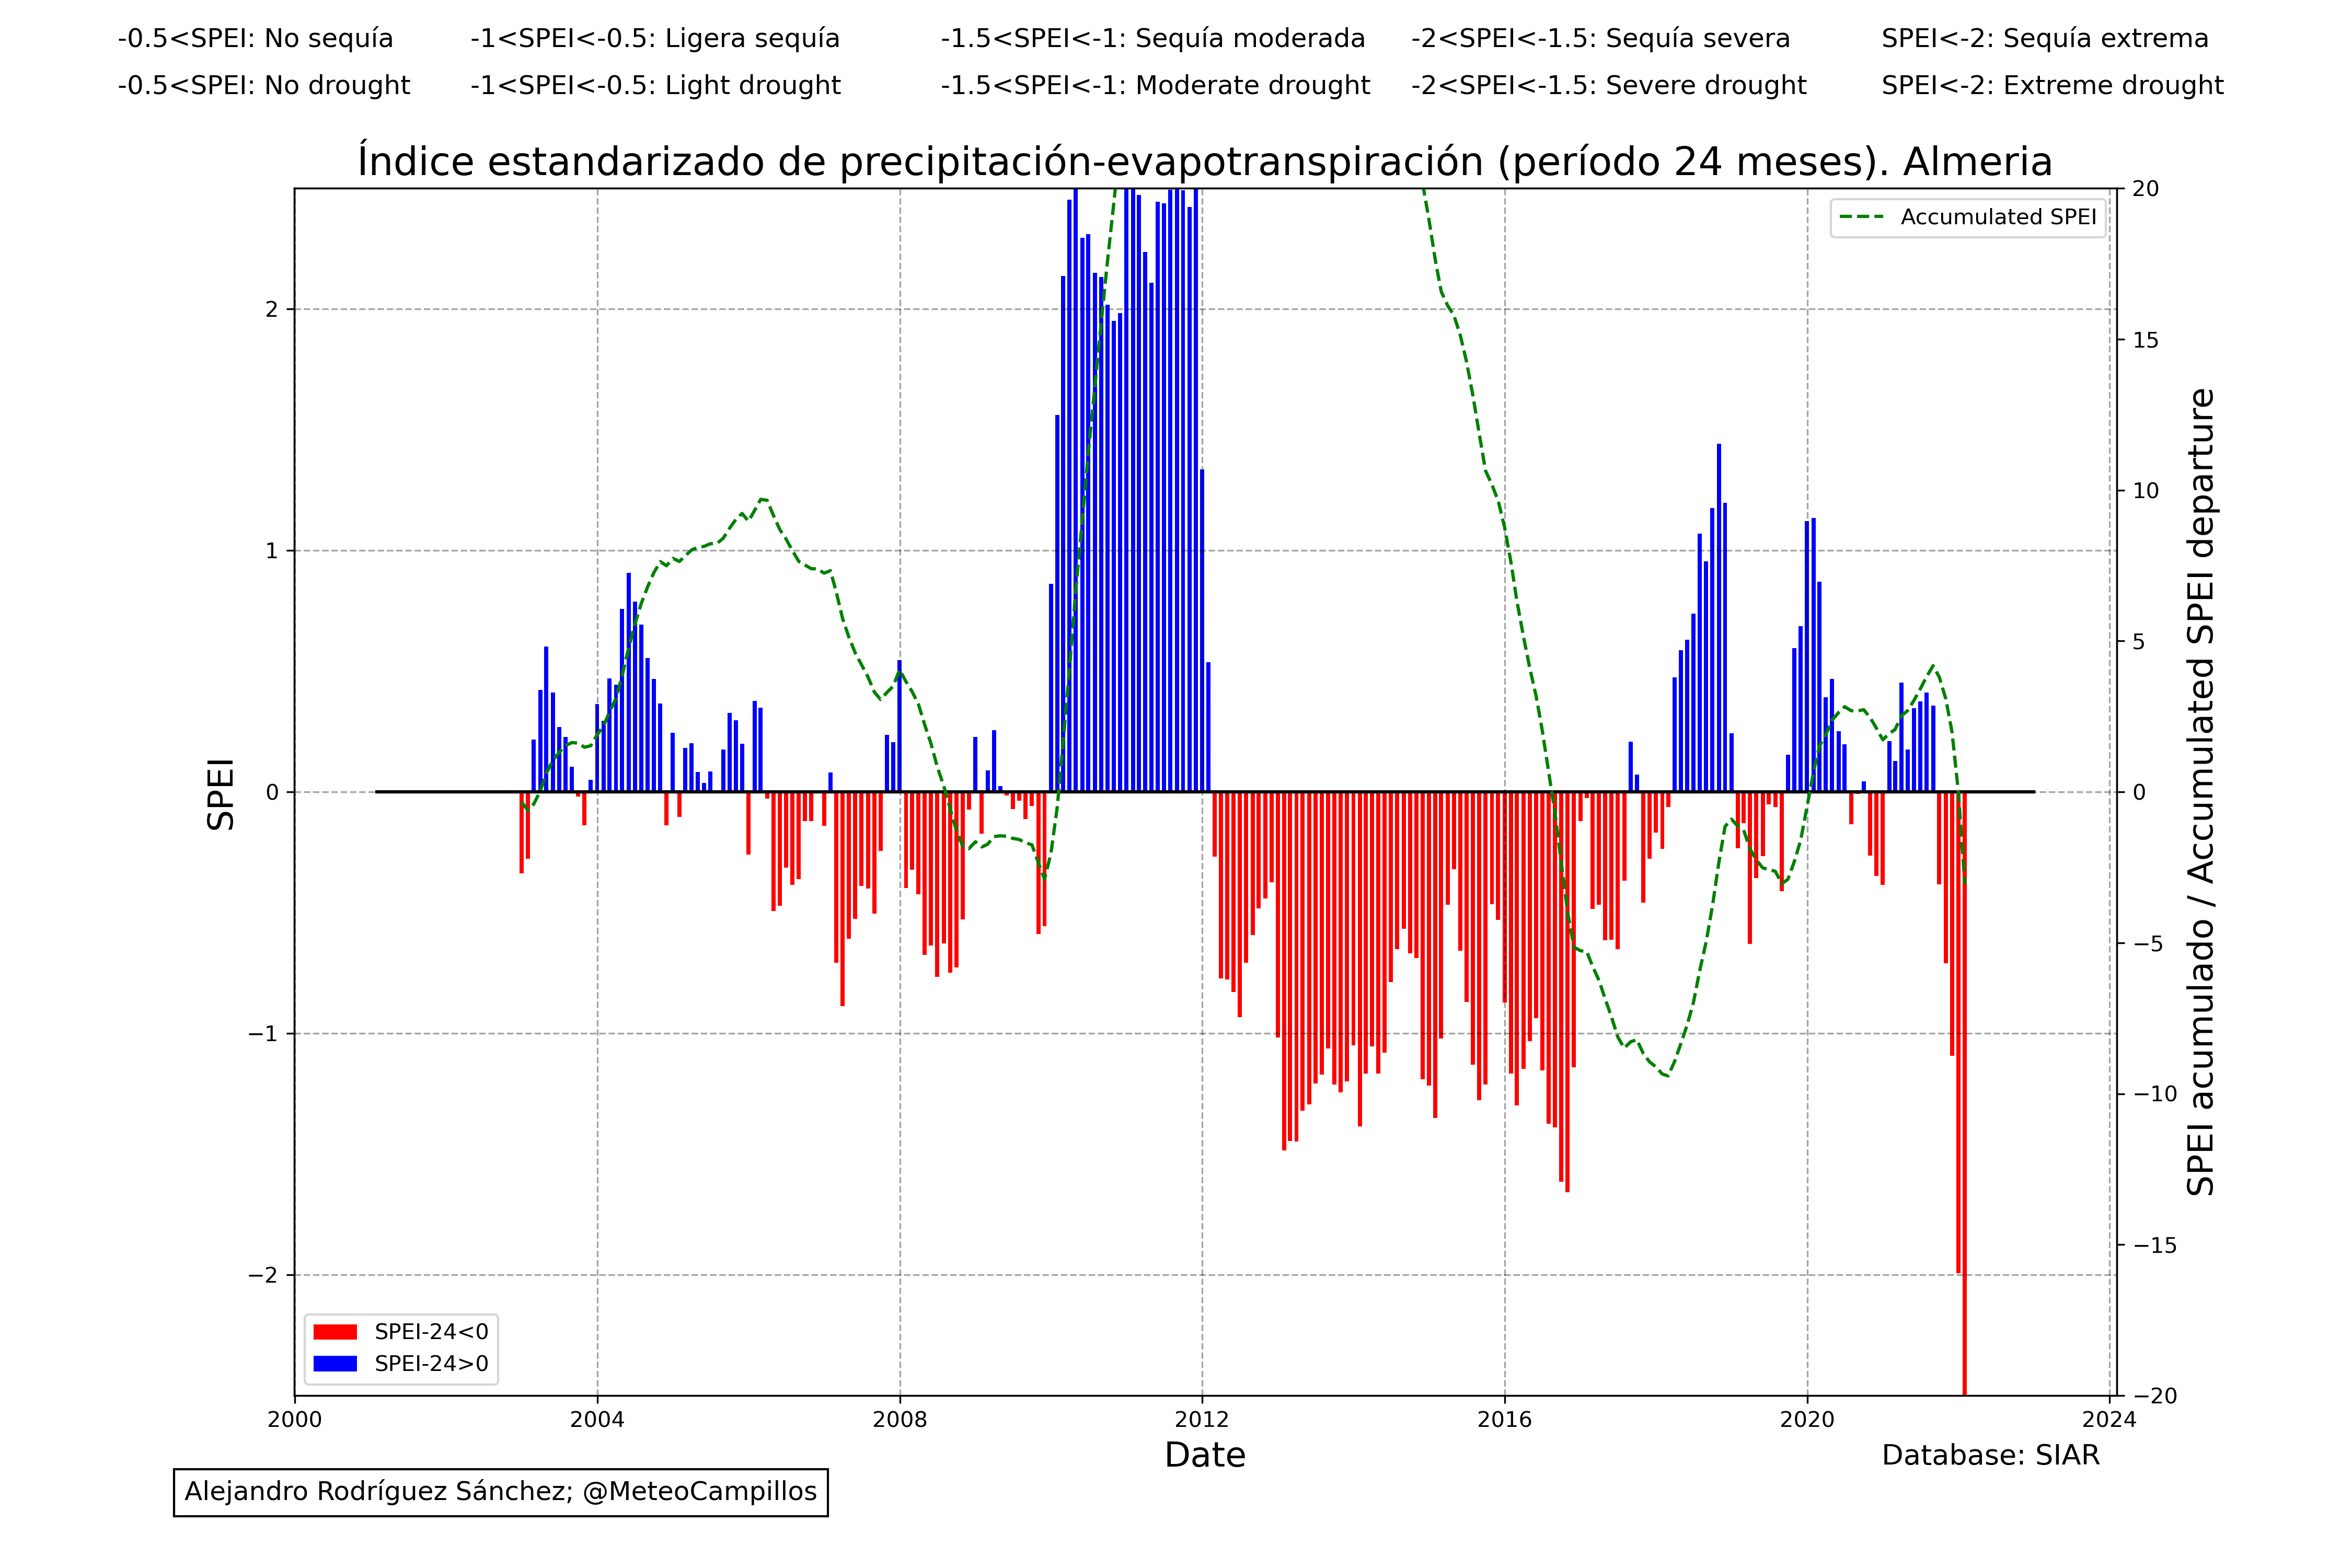 -0.5<SPEI: No sequía -1<SPEI<-0.5: Ligera sequía -1.5<SPEI<-1: Sequía moderada -2<SPEI<-1.5: Sequía severa SPEI<-2: Sequía extrema
-0.5<SPEI: No drought -1<SPEI<-0.5: Light drought -1.5<SPEI<-1: Moderate drought -2<SPEI<-1.5: Severe drought SPEI<-2: Extreme drought
Índice estandarizado de precipitación-evapotranspiración (período 24 meses). Almeria
SPEI
2
1
0
−1
−2
Accumulated SPEI
20
15
10
5
0
−5
−10
−15
−20
SPEI acumulado / Accumulated SPEI departure
SPEI-24<0
SPEI-24>0
2000 2004 2008 2012 2016 2020 2024
Date
Database: SIAR
Alejandro Rodríguez Sánchez; @MeteoCampillos